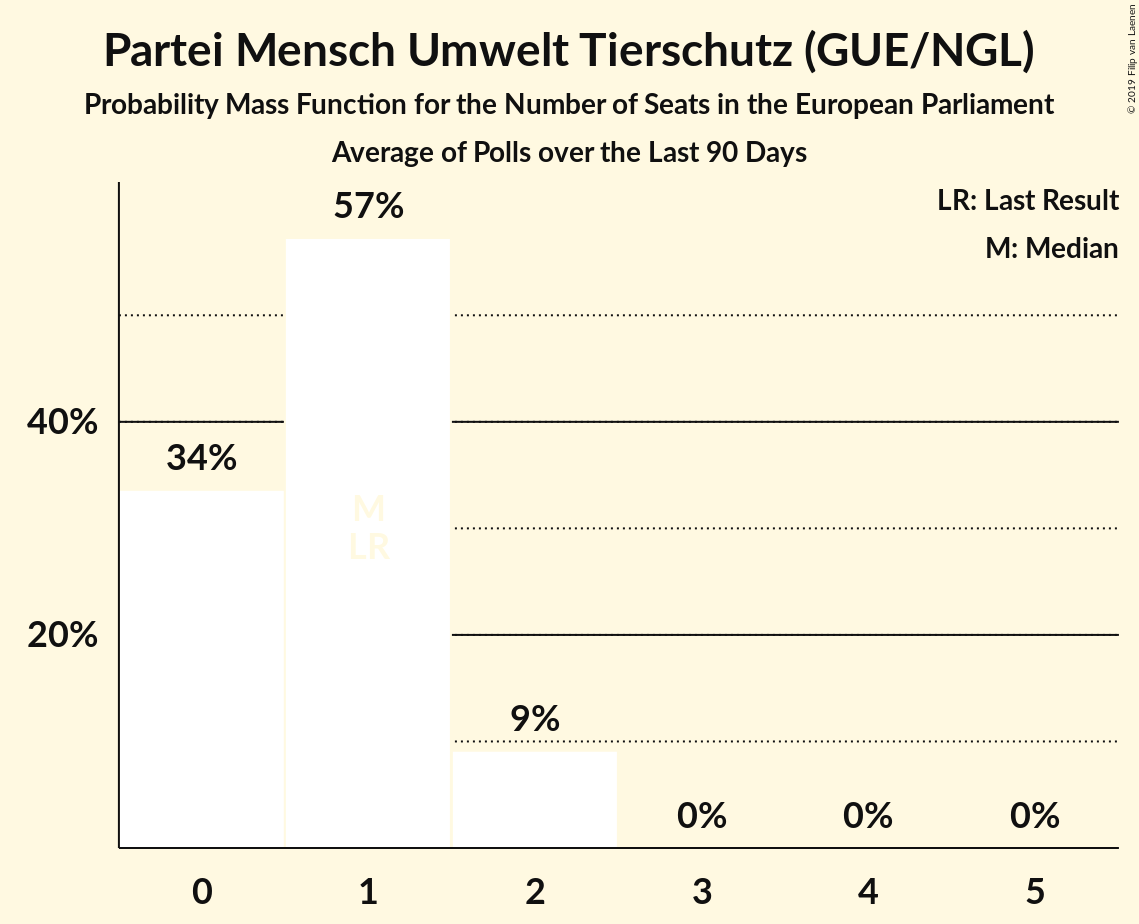 Partei Mensch Umwelt Tierschutz (GUE/NGL)
Probability Mass Function for the Number of Seats in the European Parliament
Average of Polls over the Last 90 Days
© 2019 Filip van Laenen
LR: Last Result
M: Median
57%
40%
34%
M
LR
20%
9%
0%
0%
0%
0
1
2
3
4
5